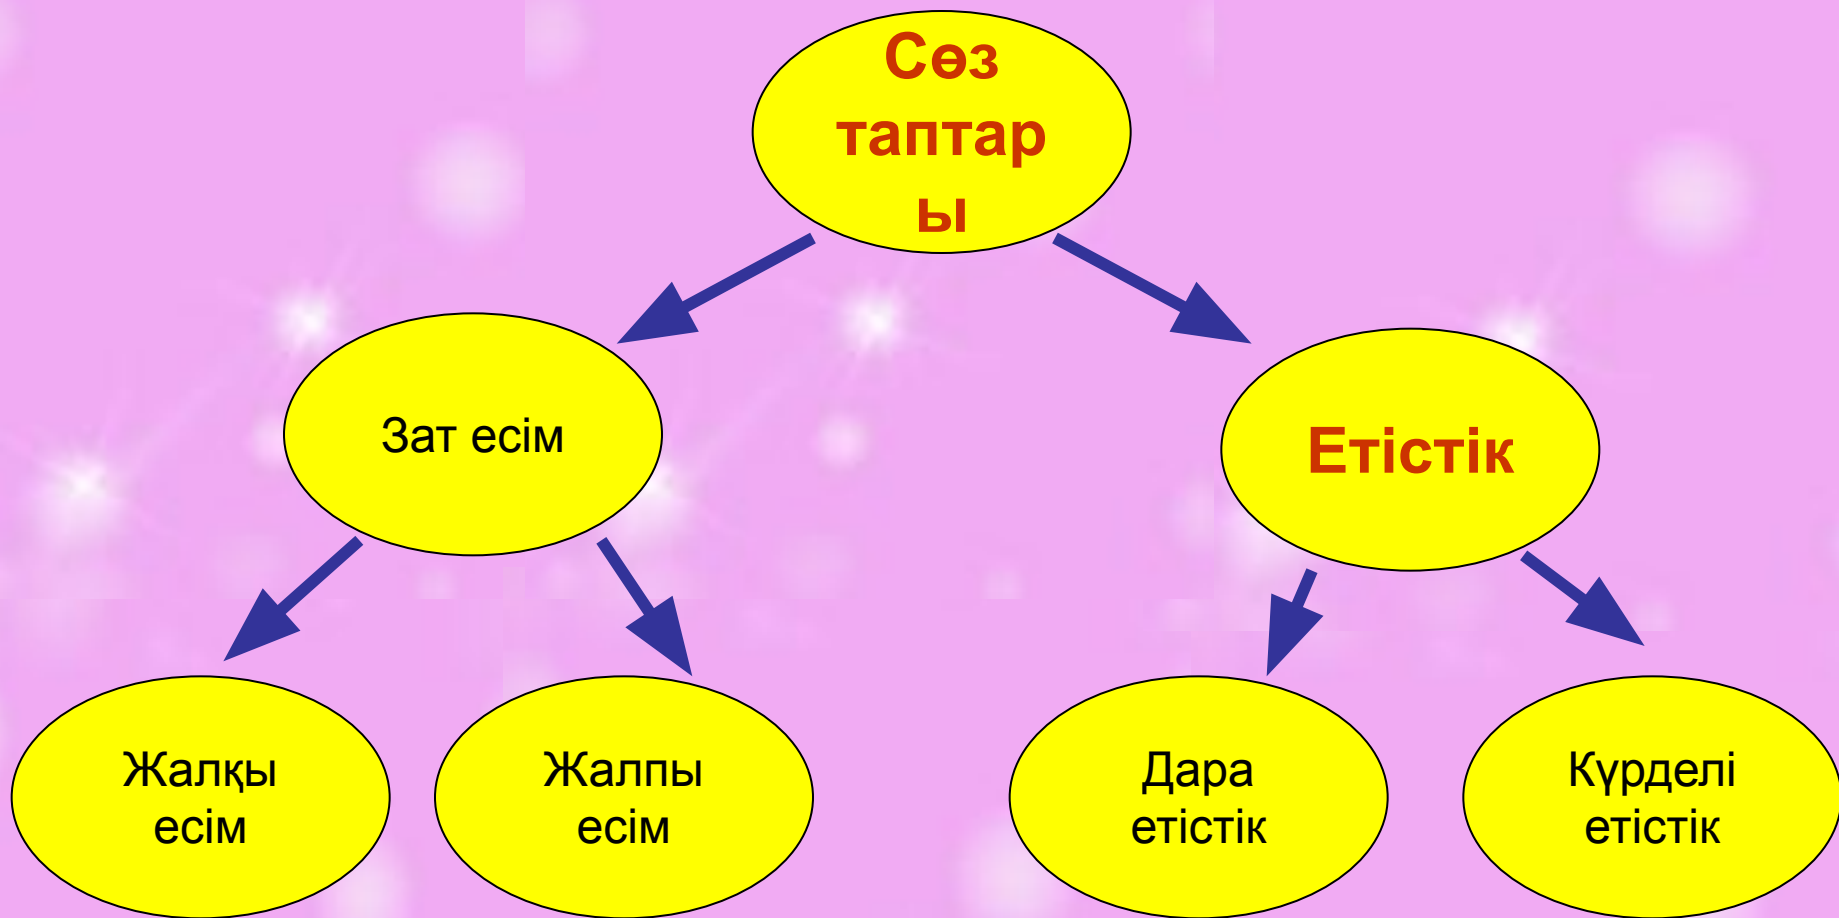 Сөз
таптар
ы
Зат есім
Етістік
Жалқы
есім
Жалпы
есім
Дара
етістік
Күрделі
етістік